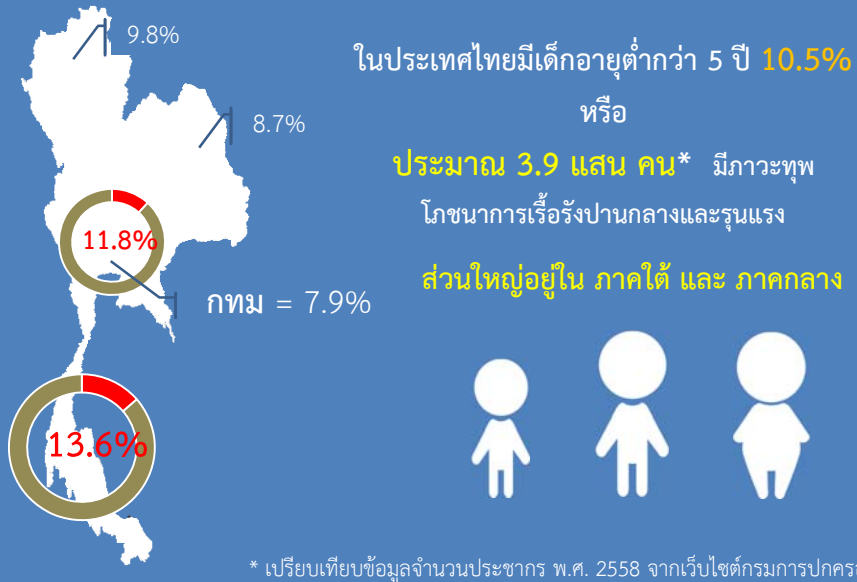 9.8%
ในประเทศไทยมีเด็กอายุต่ำกว่า 5 ปี 10.5%
หรือ
8.7%
ประมาณ 3.9 แสน คน* มีภาวะทุพ
โภชนาการเรื้อรังปานกลางและรุนแรง
11.8%
ส่วนใหญ่อยู่ใน ภาคใต้ และ ภาคกลาง
กทม = 7.9%
13.6%
* เปรียบเทียบข้อมูลจำนวนประชากร พ.ศ. 2558 จากเว็บไซต์กรมการปกคร